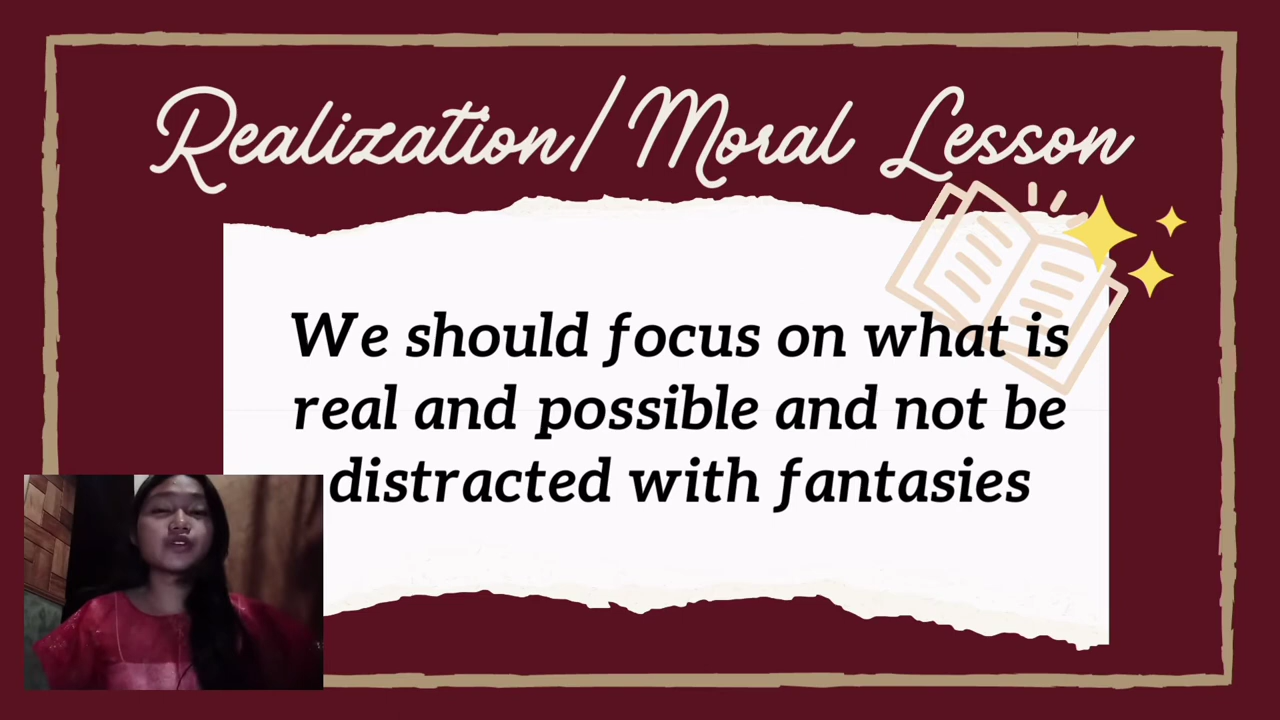 Realization/Moral Lesson
We should focus on what is
real and possible and not be
distracted with fantasies